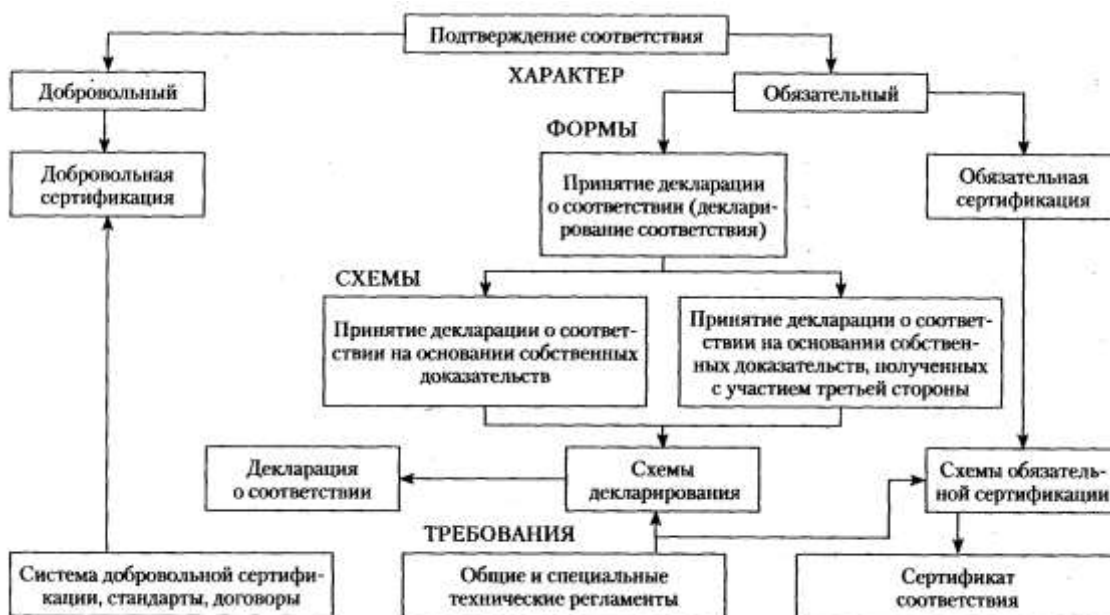 Подтверждение соответствия
ХАРАКТЕР
Добровольный
Обязательный
ФОРМЫ
Добровольная
сертификация
Принятие декларации
о соответствии (деклари-
рование соответствия)
Обязательная
сертификация
СХЕМЫ
Принятие декларации о соответ-
ствии на основании собственных
доказательств
Принятие декларации о соответ-
ствии на основании собствен-
ных доказательств, полученных
с участием третьей стороны
Декларация
о соответствии
Схемы
декларирования
Схемы обязатель-
ной сертификации
ТРЕБОВАНИЯ
Система добровольной сертифи-
кации, стандарты, договоры
Общие и специальные
технические регламенты
Сертификат
соответствия